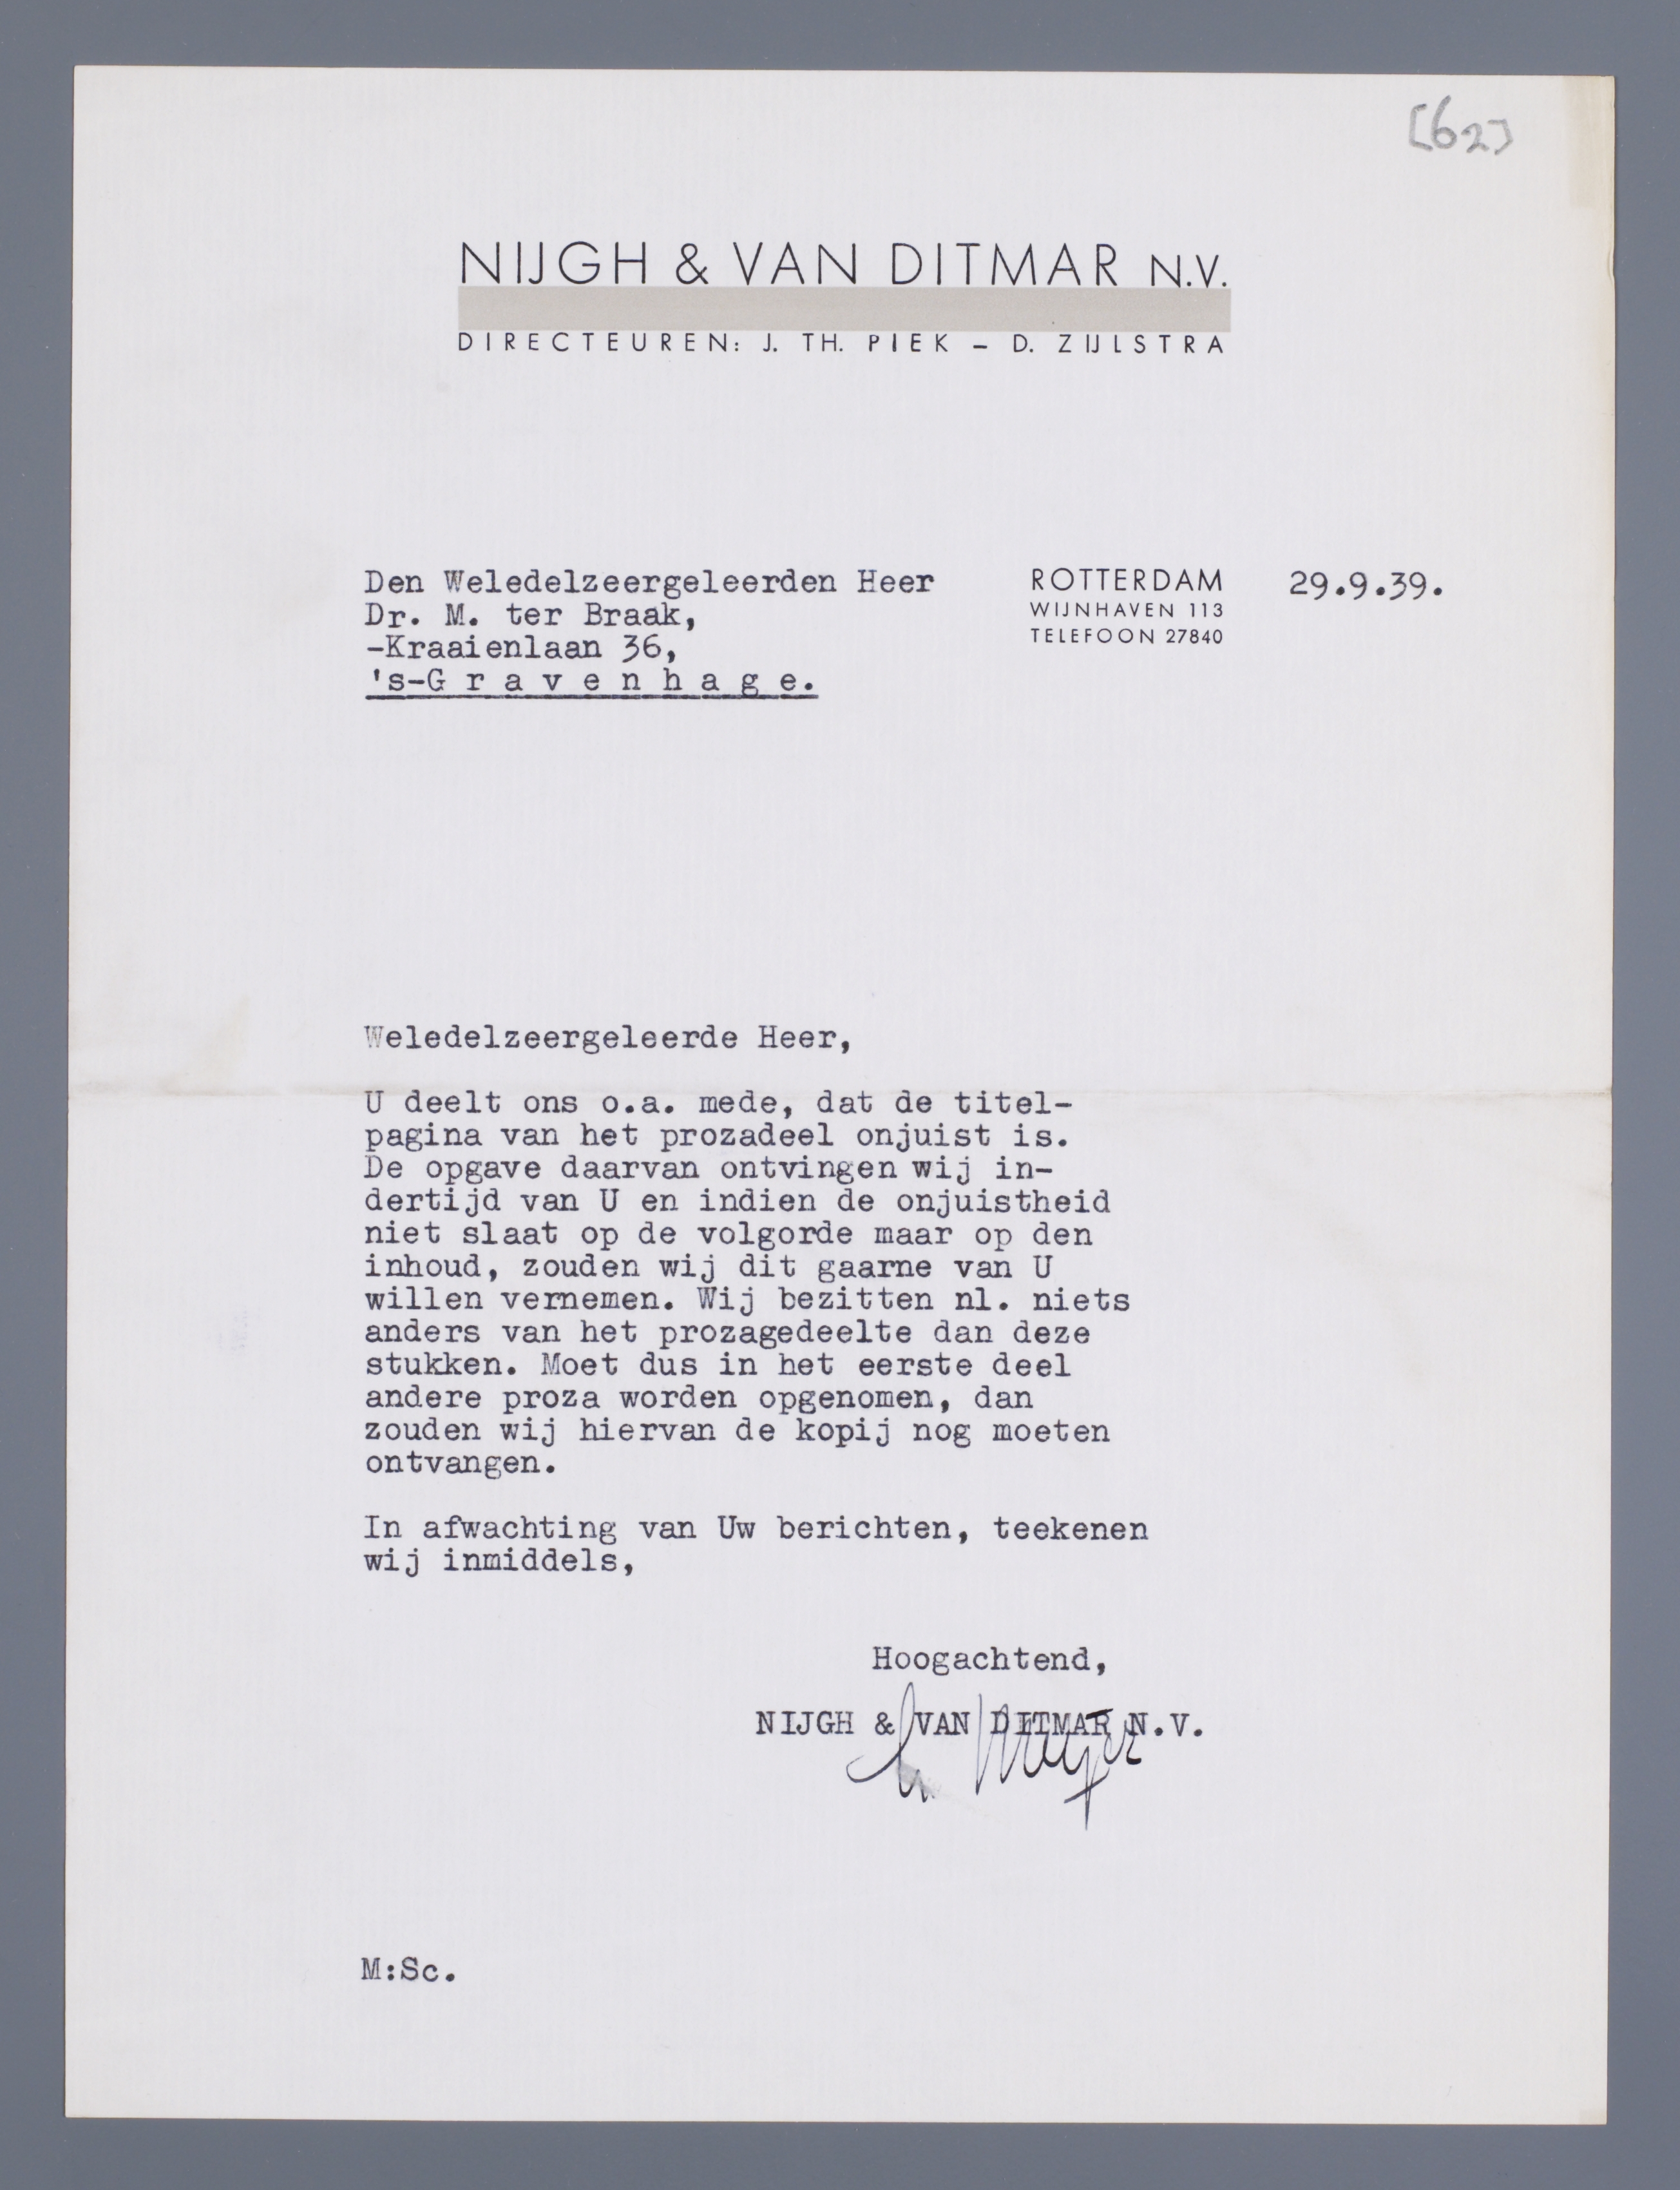 [62]
NIJGH & VAN DITMAR N.V.
DIRECTEUREN: J. TH. PIEK – D. ZIJLSTRA
Den Weledelzeergeleerden Heer
Dr. M. ter Braak,
-Kraaienlaan 36,
's-G r a v e n h a g e.
ROTTERDAM
WIJNHAVEN 113
TELEFOON 27840
29.9.39.
Weledelzeergeleerde Heer,
U deelt ons o.a. mede, dat de titel-
pagina van het prozadeel onjuist is.
De opgave daarvan ontvingen wij in-
dertijd van U en indien de onjuistheid
niet slaat op de volgorde maar op den
inhoud, zouden wij dit gaarne van U
willen vernemen. Wij bezitten nl. niets
anders van het prozagedeelte dan deze
stukken. Moet dus in het eerste deel
andere proza worden opgenomen, dan
zouden wij hiervan de kopij nog moeten
ontvangen.
In afwachting van Uw berichten, teekenen
wij inmiddels,
Hoogachtend,
NIJGH & VAN DITMAR N.V.
M:Sc.